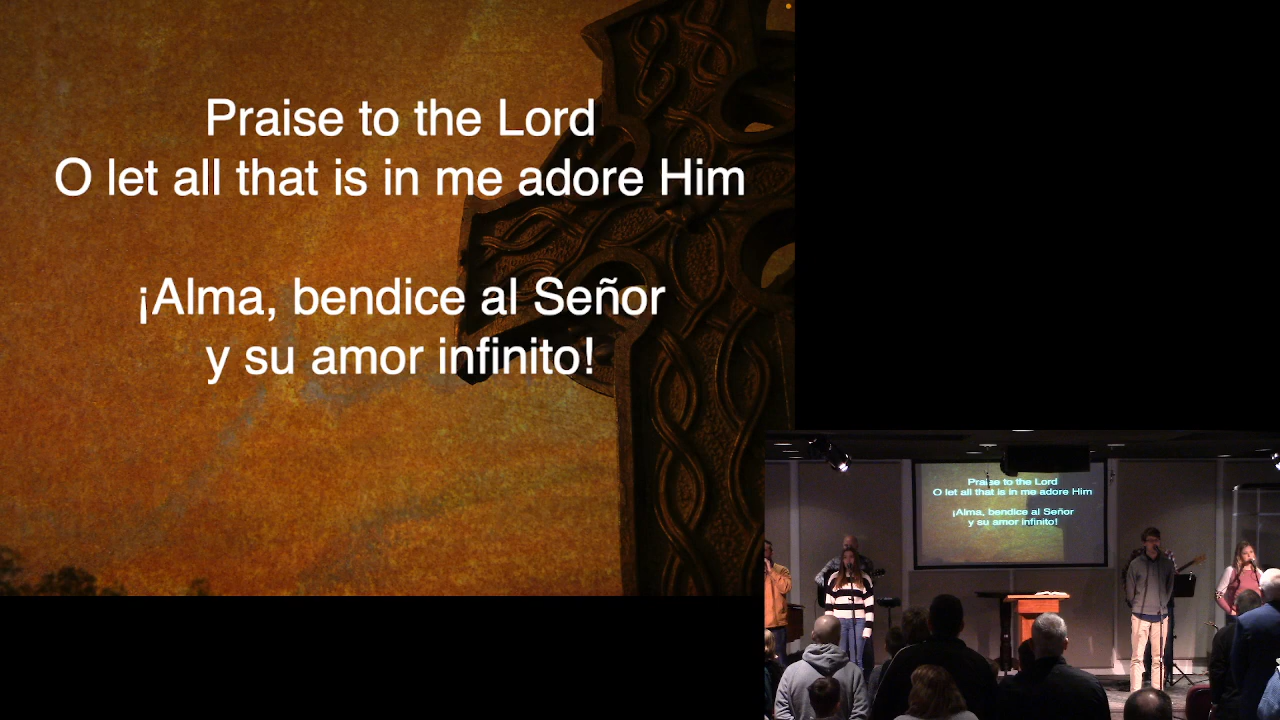 Praise to the Lord
O let all that is in me adore Him
¡Alma, bendice al Señor
y su amor infinito!
Praise to the Lord
O let all that is in me adore Him
¡Alma, bendice al Señor
y su amor infinito!